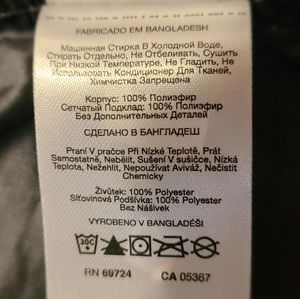 FABRICADO EM BANGLADESH
Машинная Стирка В Холодной Воде,
Стирать Отдельно, Не Отбеливать, Сушить
При Низкой Температуре, Не Гладить, Не
Использовать Кондиционер Для Тканей,
Химчистка Запрещена
Корпус: 100% Полиэфир
Сетчатый Подклад: 100% Полиэфир
Без Дополнительных Деталей
СДЕЛАНО В БАНГЛАДЕШ
Praní V Pračce Při Nízké Teplotě, Prát
Samostatně, Nebělit, Sušení V sušičce, Nízká
Teplota, Nežehlit, Nepoužívat Aviváž, Nečistit
Chemicky
Živůtek: 100% Polyester
Síťovinová Podšívka: 100% Polyester
Bez Nášivek
VYROBENO V BANGLADÉŠI
30C
RN 69724 CA 05367